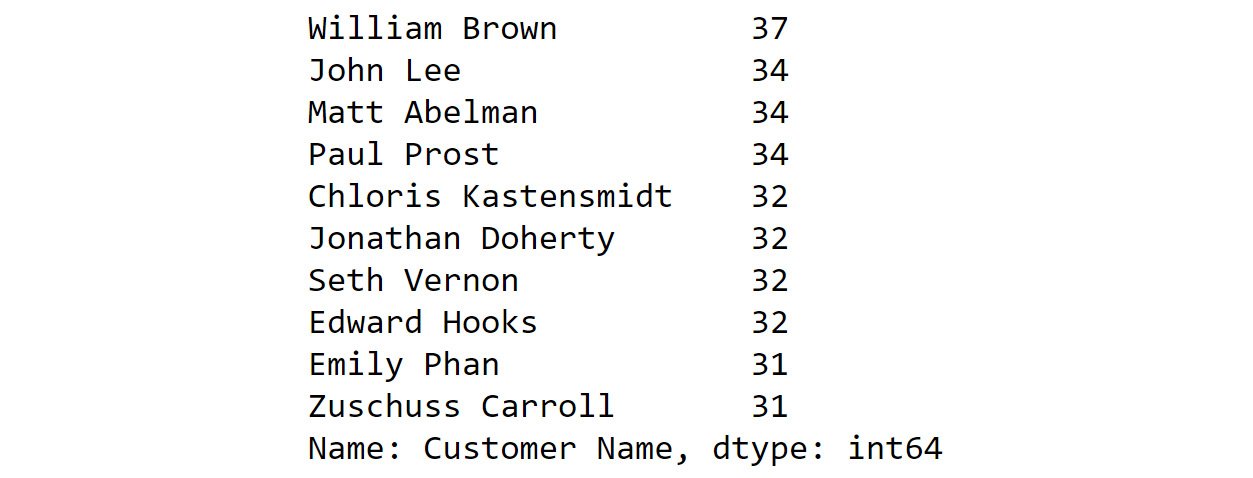 William Brown 37
John Lee 34
Matt Abelman 34
Paul Prost 34
Chloris Kastensmidt 32
Jonathan Doherty 32
Seth Vernon 32
Edward Hooks 32
Emily Phan 31
Zuschuss Carroll 31
Name: Customer Name, dtype: int64